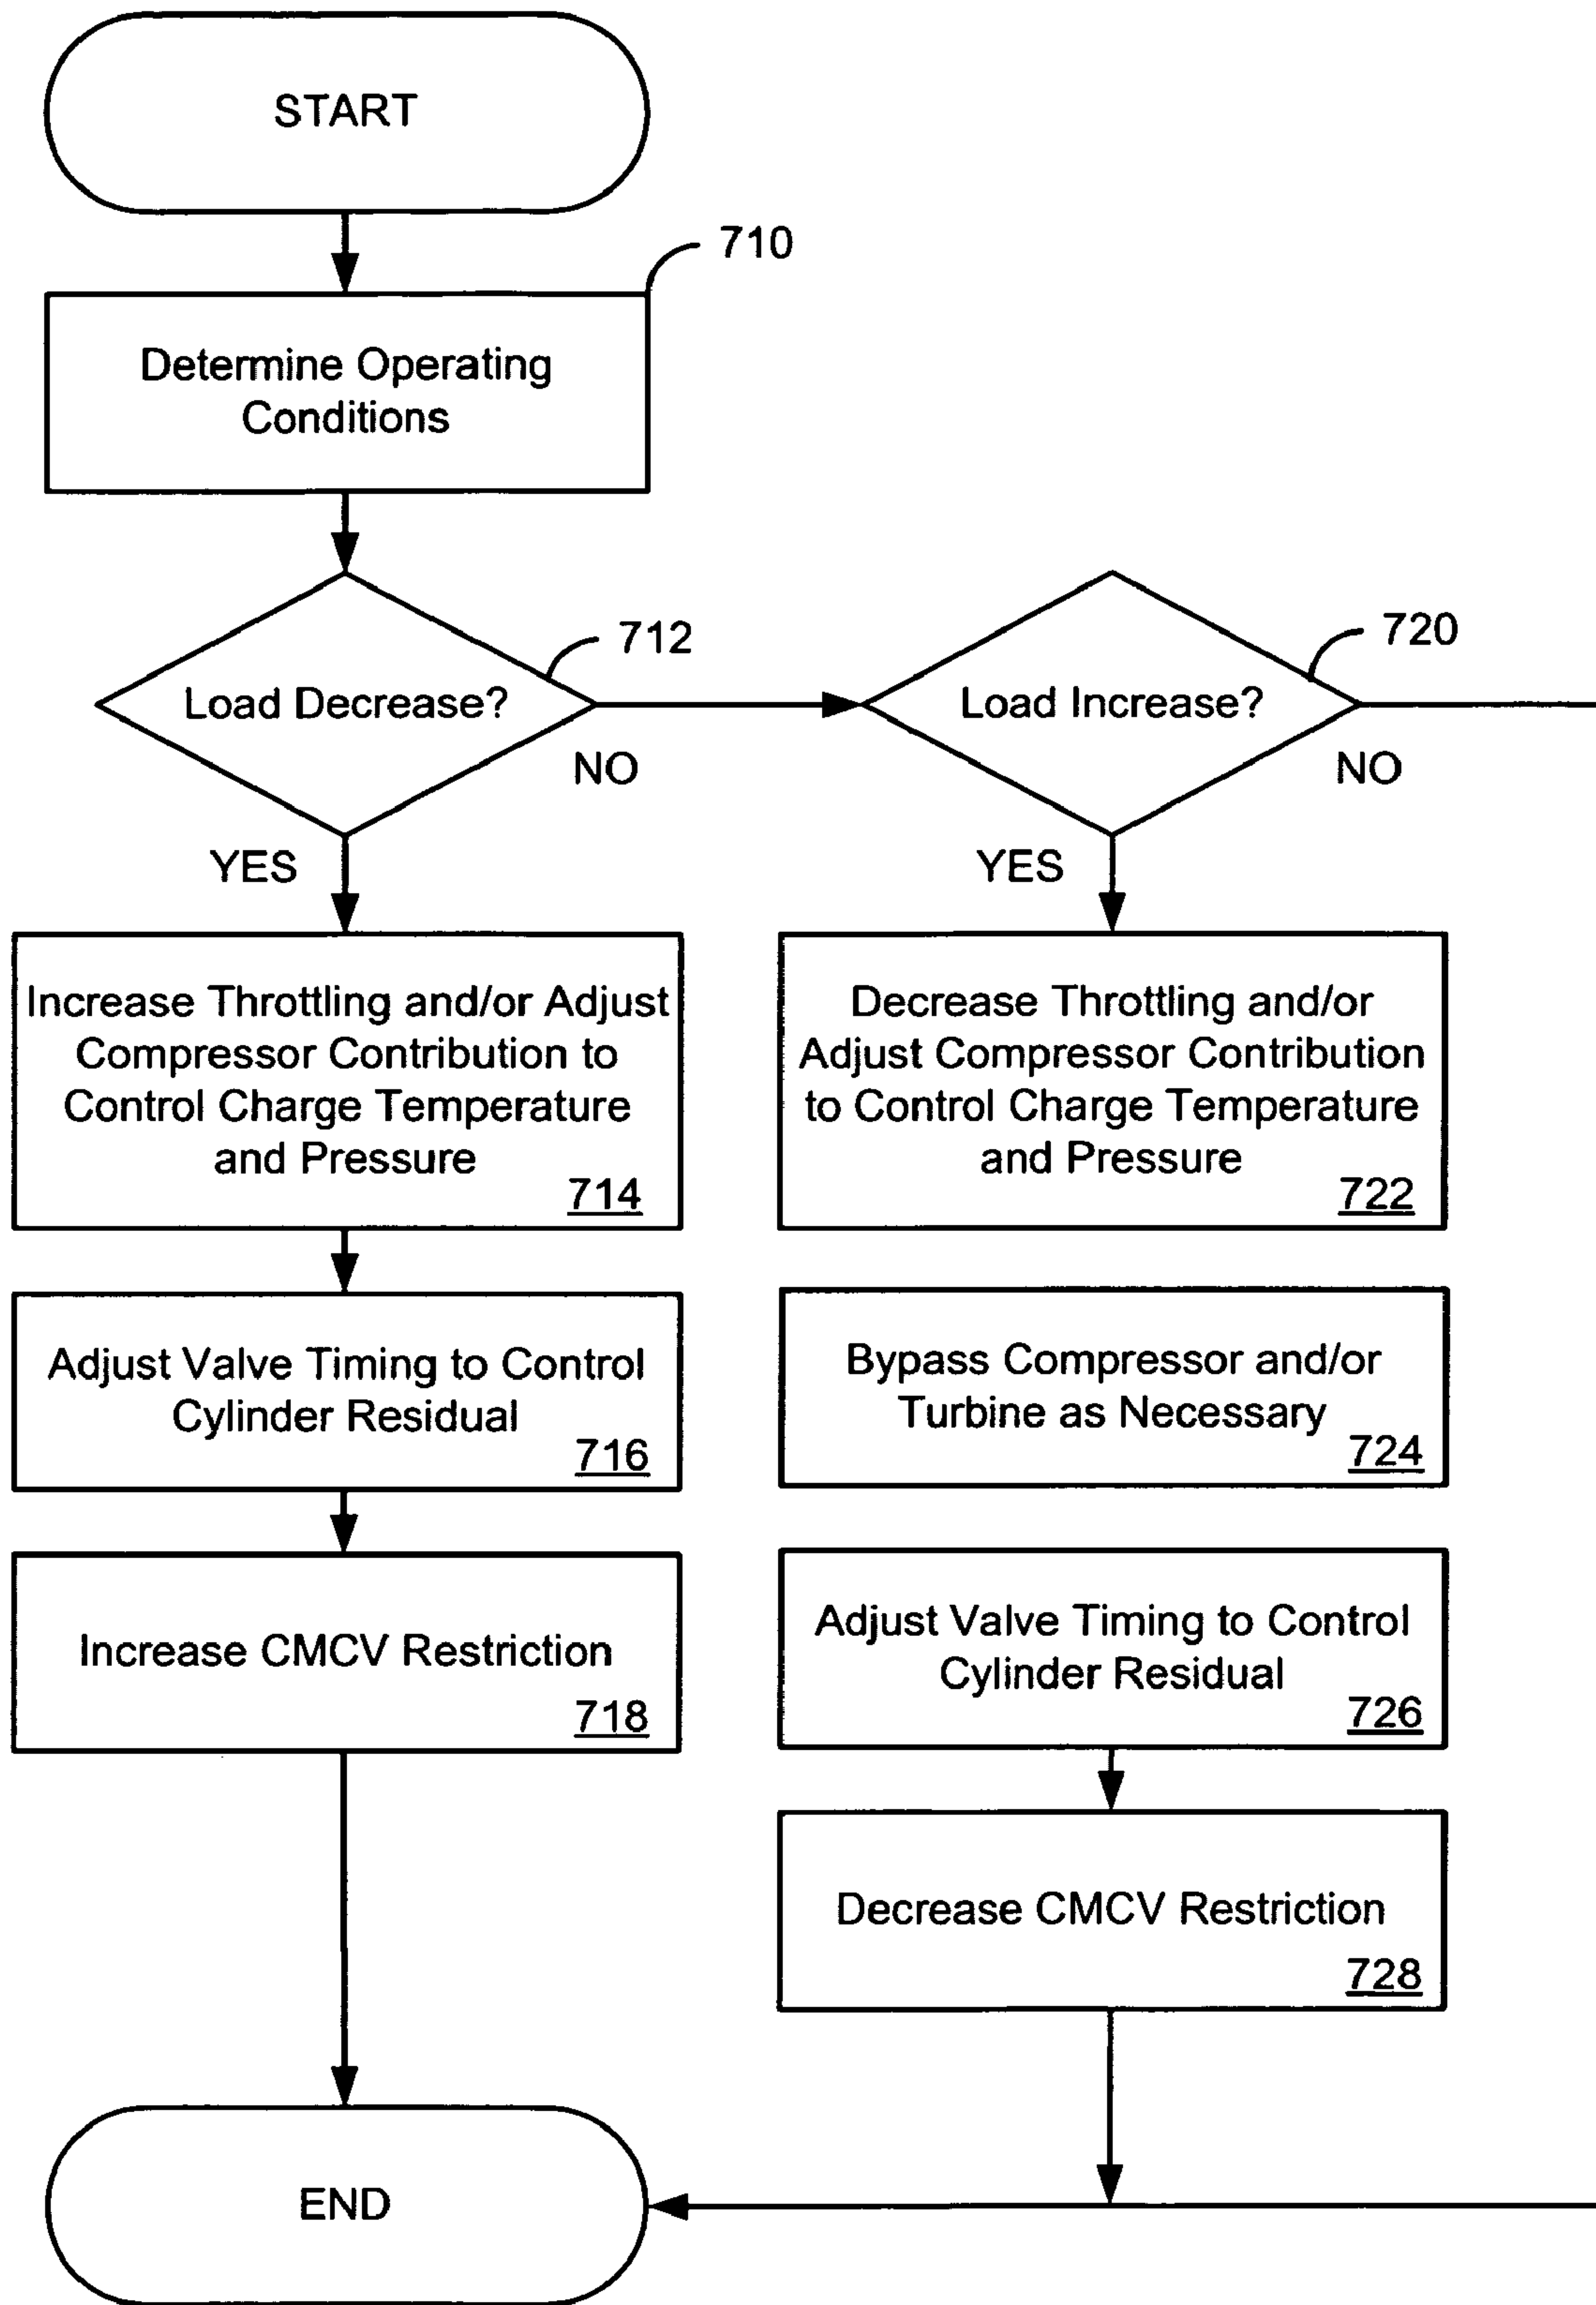 START
710
Determine Operating
Conditions
712
Load Decrease?
NO
YES
720
Load Increase?
NO
YES
Increase Throttling and/or Adjust
Compressor Contribution to
Control Charge Temperature
and Pressure
714
Adjust Valve Timing to Control
Cylinder Residual
716
Increase CMCV Restriction
718
Decrease Throttling and/or
Adjust Compressor Contribution
to Control Charge Temperature
and Pressure
722
Bypass Compressor and/or
Turbine as Necessary
724
Adjust Valve Timing to Control
Cylinder Residual
726
Decrease CMCV Restriction
728
END